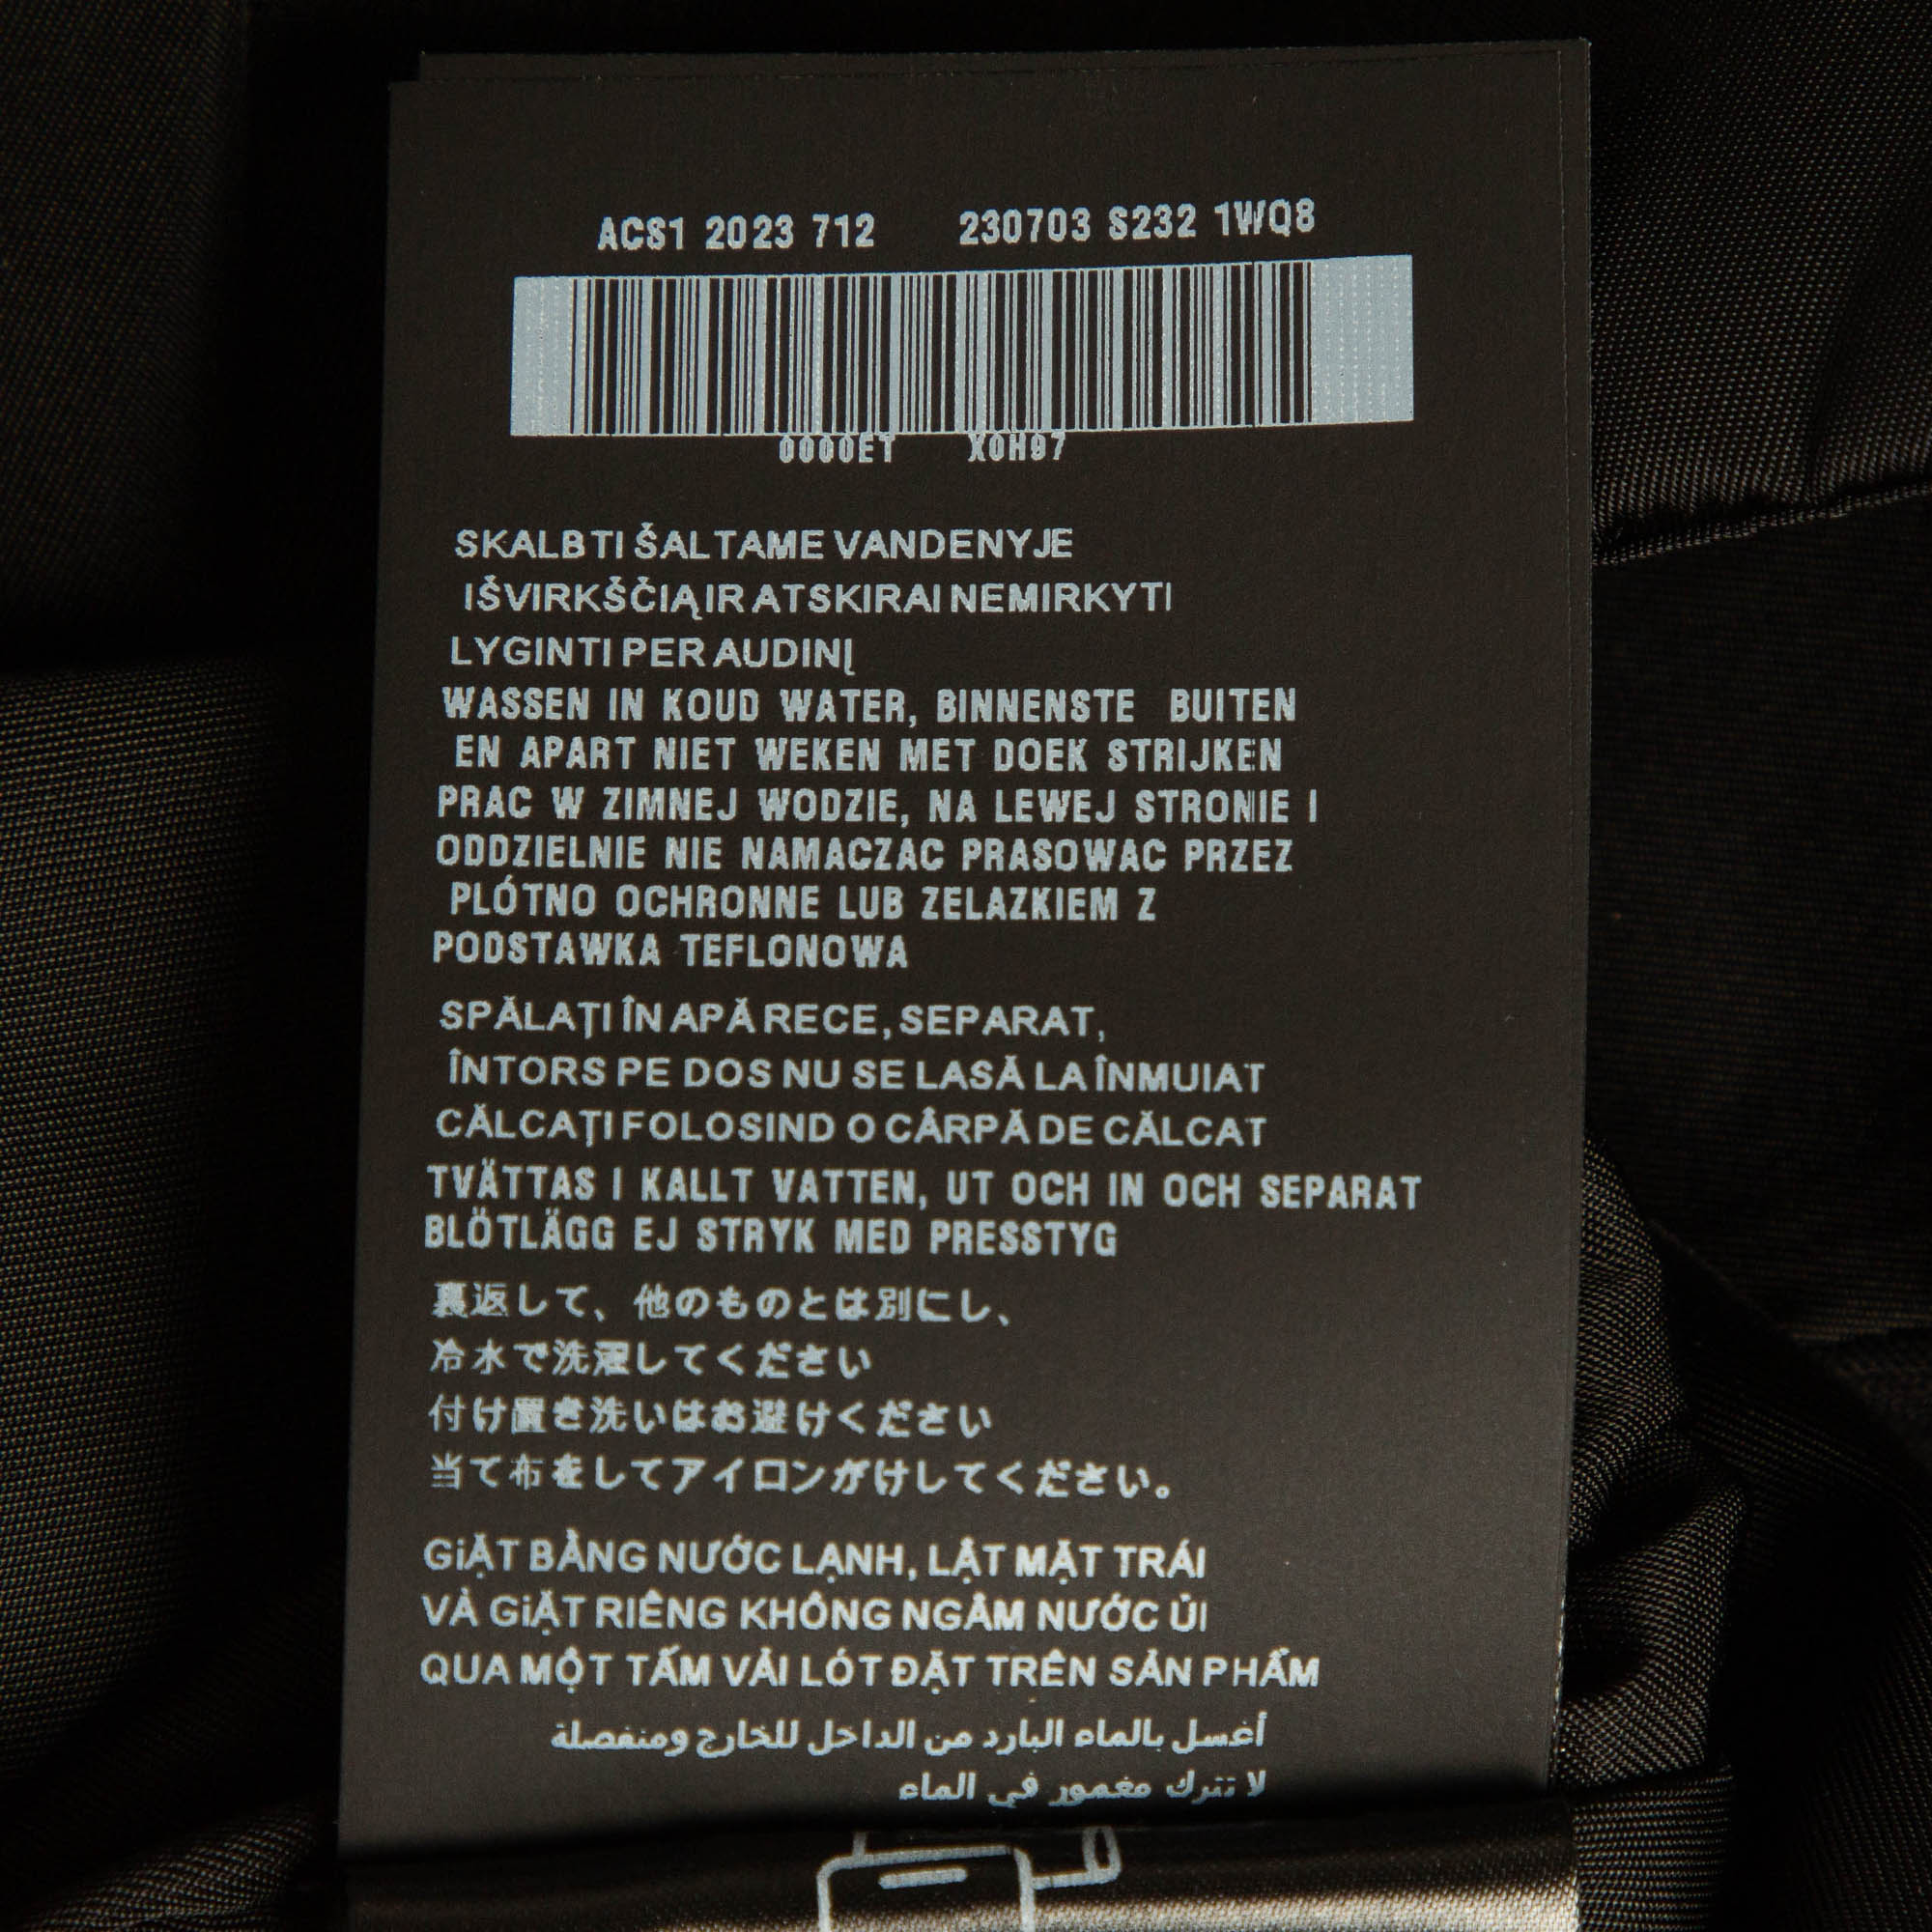 ACS1 2023 712 230703 S232 1WQ8
0000ET X0H97
SKALBTI ŠALTAME VANDENYJE
IŠVIRKŠČIĄ IR ATSKIRAI NEMIRKYTI
LYGINTI PER AUDINĮ
WASSEN IN KOUD WATER, BINNENSTE BUITEN
EN APART NIET WEKEN MET DOEK STRIJKEN
PRAC W ZIMNEJ WODZIE, NA LEWEJ STRONIE I
ODDZIELNIE NIE NAMACZAC PRASOWAC PRZEZ
PLÓTNO OCHRONNE LUB ZELAZKIEM Z
PODSTAWKA TEFLONOWA
SPĂLAȚI ÎN APĂ RECE, SEPARAT,
ÎNTORS PE DOS NU SE LASĂ LA ÎNMUIAT
CĂLCAȚI FOLOSIND O CÂRPĂ DE CĂLCAT
TVÄTTAS I KALLT VATTEN, UT OCH IN OCH SEPARAT
BLÖTLÄGG EJ STRYK MED PRESSTYG
裏返して、他のものとは別にし、
冷水で洗濯してください
付け置き洗いはお避けください
当て布をしてアイロンがけしてください。
GiẶT BẰNG NƯỚC LẠNH, LẬT MẶT TRÁI
VÀ GiẶT RIÊNG KHÔNG NGÂM NƯỚC ỦI
QUA MỘT TẤM VẢI LÓT ĐẶT TRÊN SẢN PHẨM
أغسل بالماء البارد من الداخل للخارج ومنفصلة
لا تترك مغمور في الماء